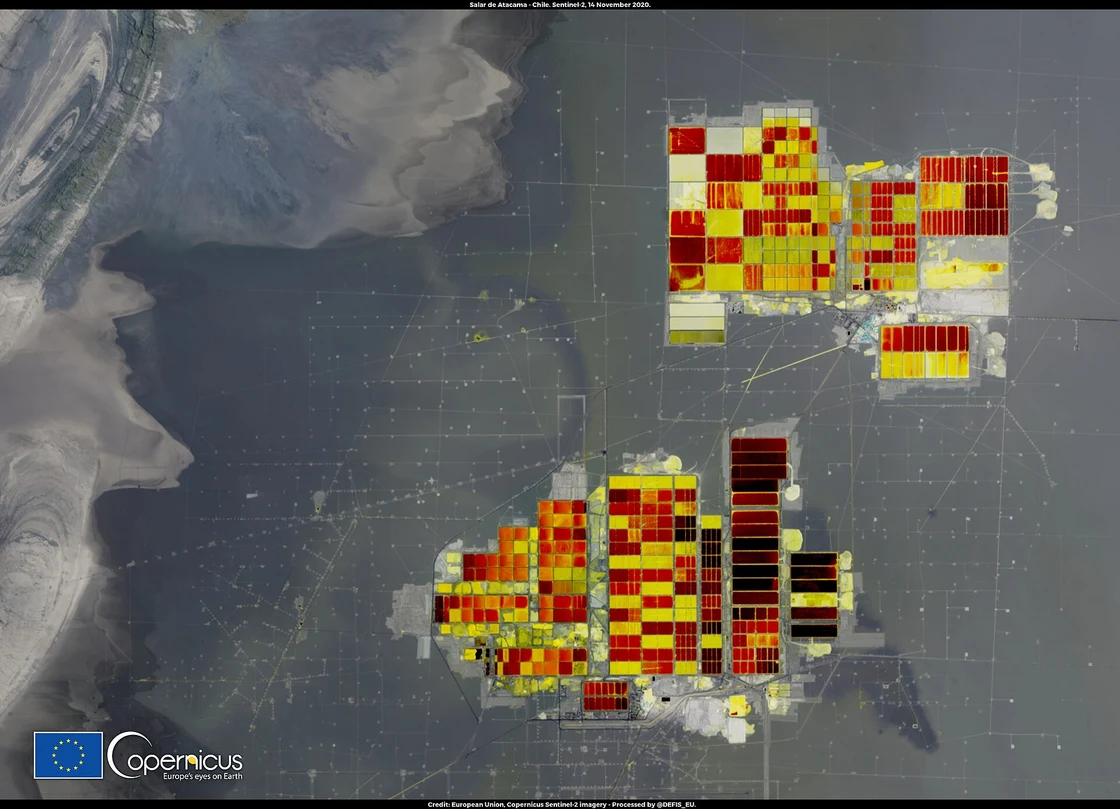 Salar de Atacama - Chile. Sentinel-2, 14 November 2020.
Copernicus
Europe's eyes on Earth
Credit: European Union, Copernicus Sentinel-2 imagery - Processed by @DEFIS_EU.